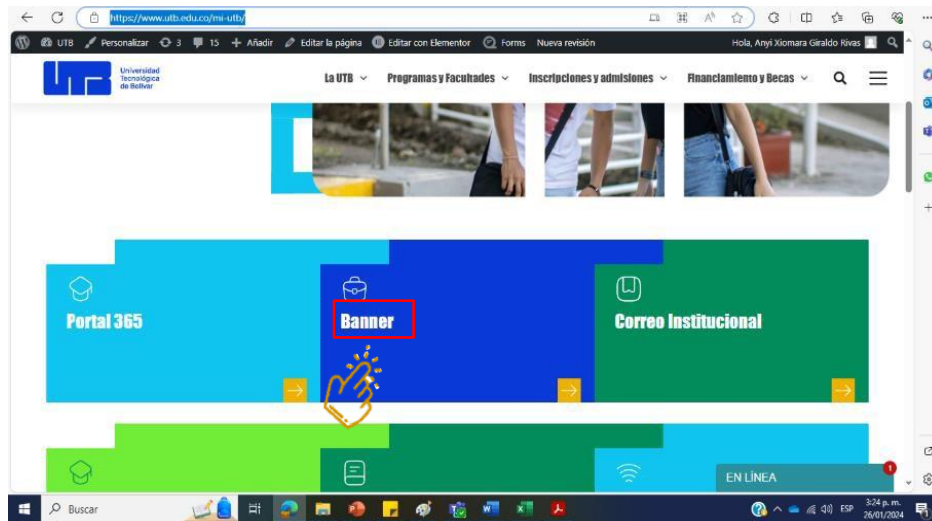 https://www.utb.edu.co/mi-utb/
UTB Personalizar 3 15 Añadir Editar la página Editar con Elementor Forms Nueva revisión Hola, Anyi Xiomara Giraldo Rivas
UTB Universidad Tecnológica de Bolívar
La UTB Programas y Facultades Inscripciones y admisiones Financiamiento y Becas
Portal 365
Banner
Correo Institucional
EN LÍNEA 1
Buscar
ESP
3:24 p. m.
26/01/2024